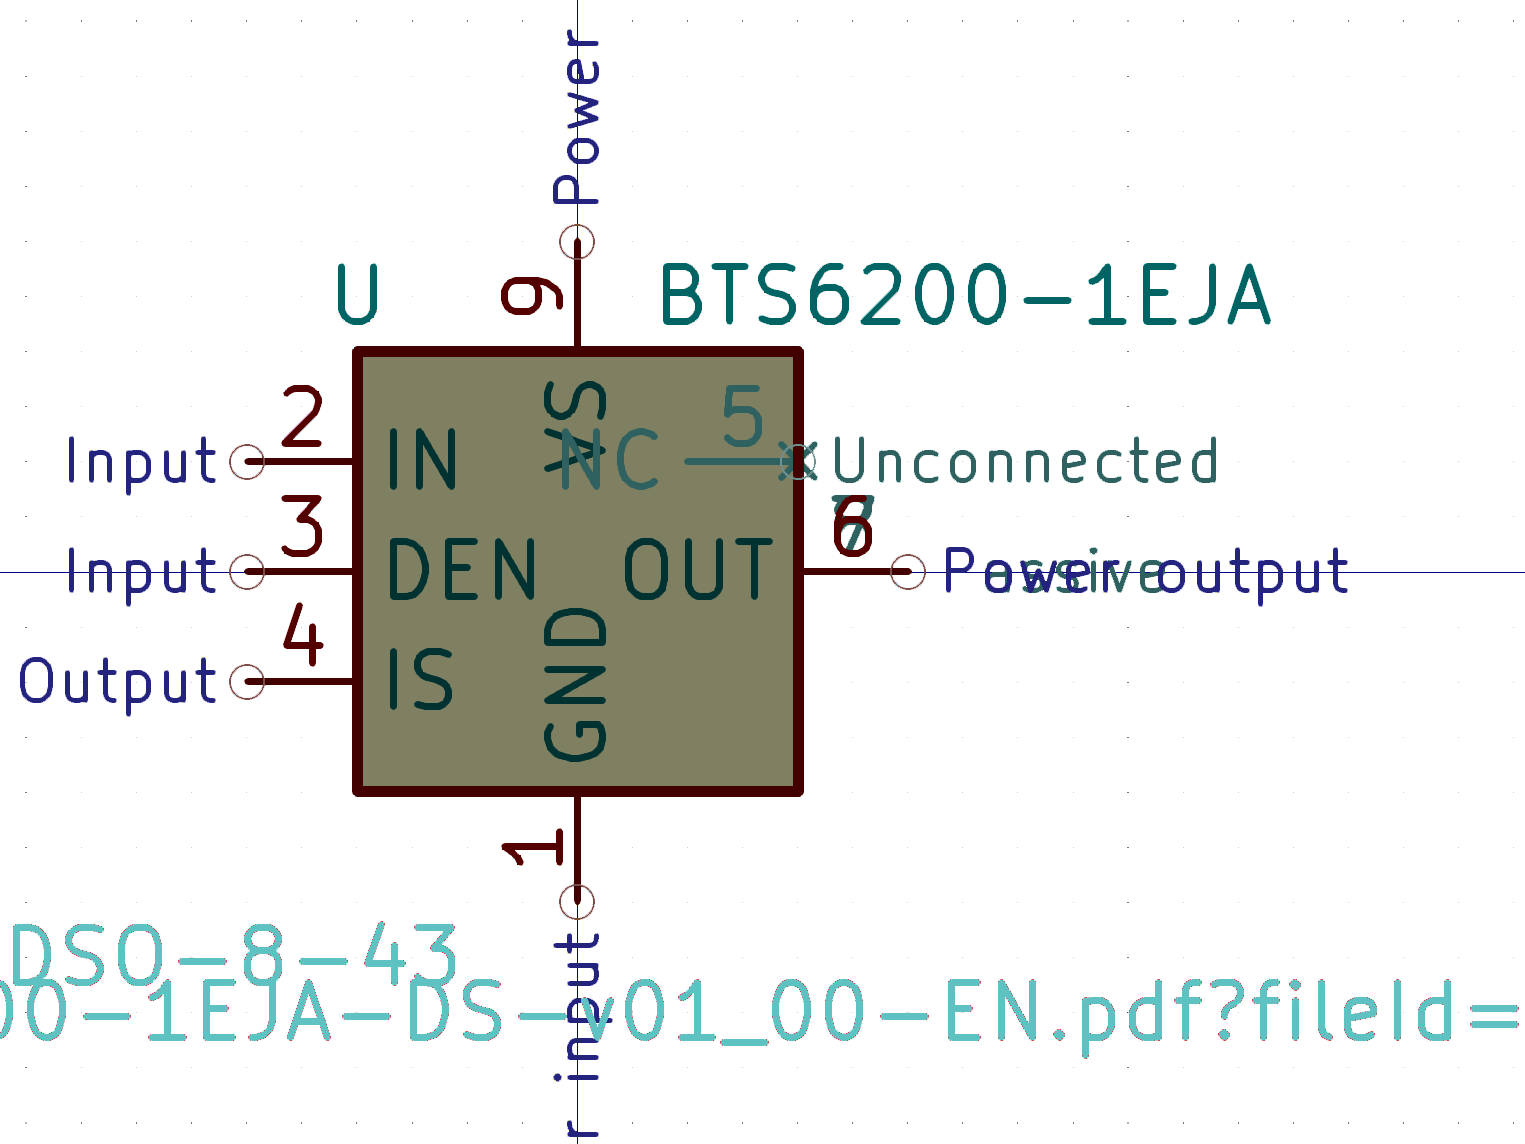 Power
U
9
BTS6200-1EJA
2
VS
5
Input
IN
NC
Unconnected
3
6
7
Input
DEN
OUT
Power output
4
Output
IS
GND
1
DSO-8-43
input
00-1EJA-DS-v01_00-EN.pdf?fileId=
r